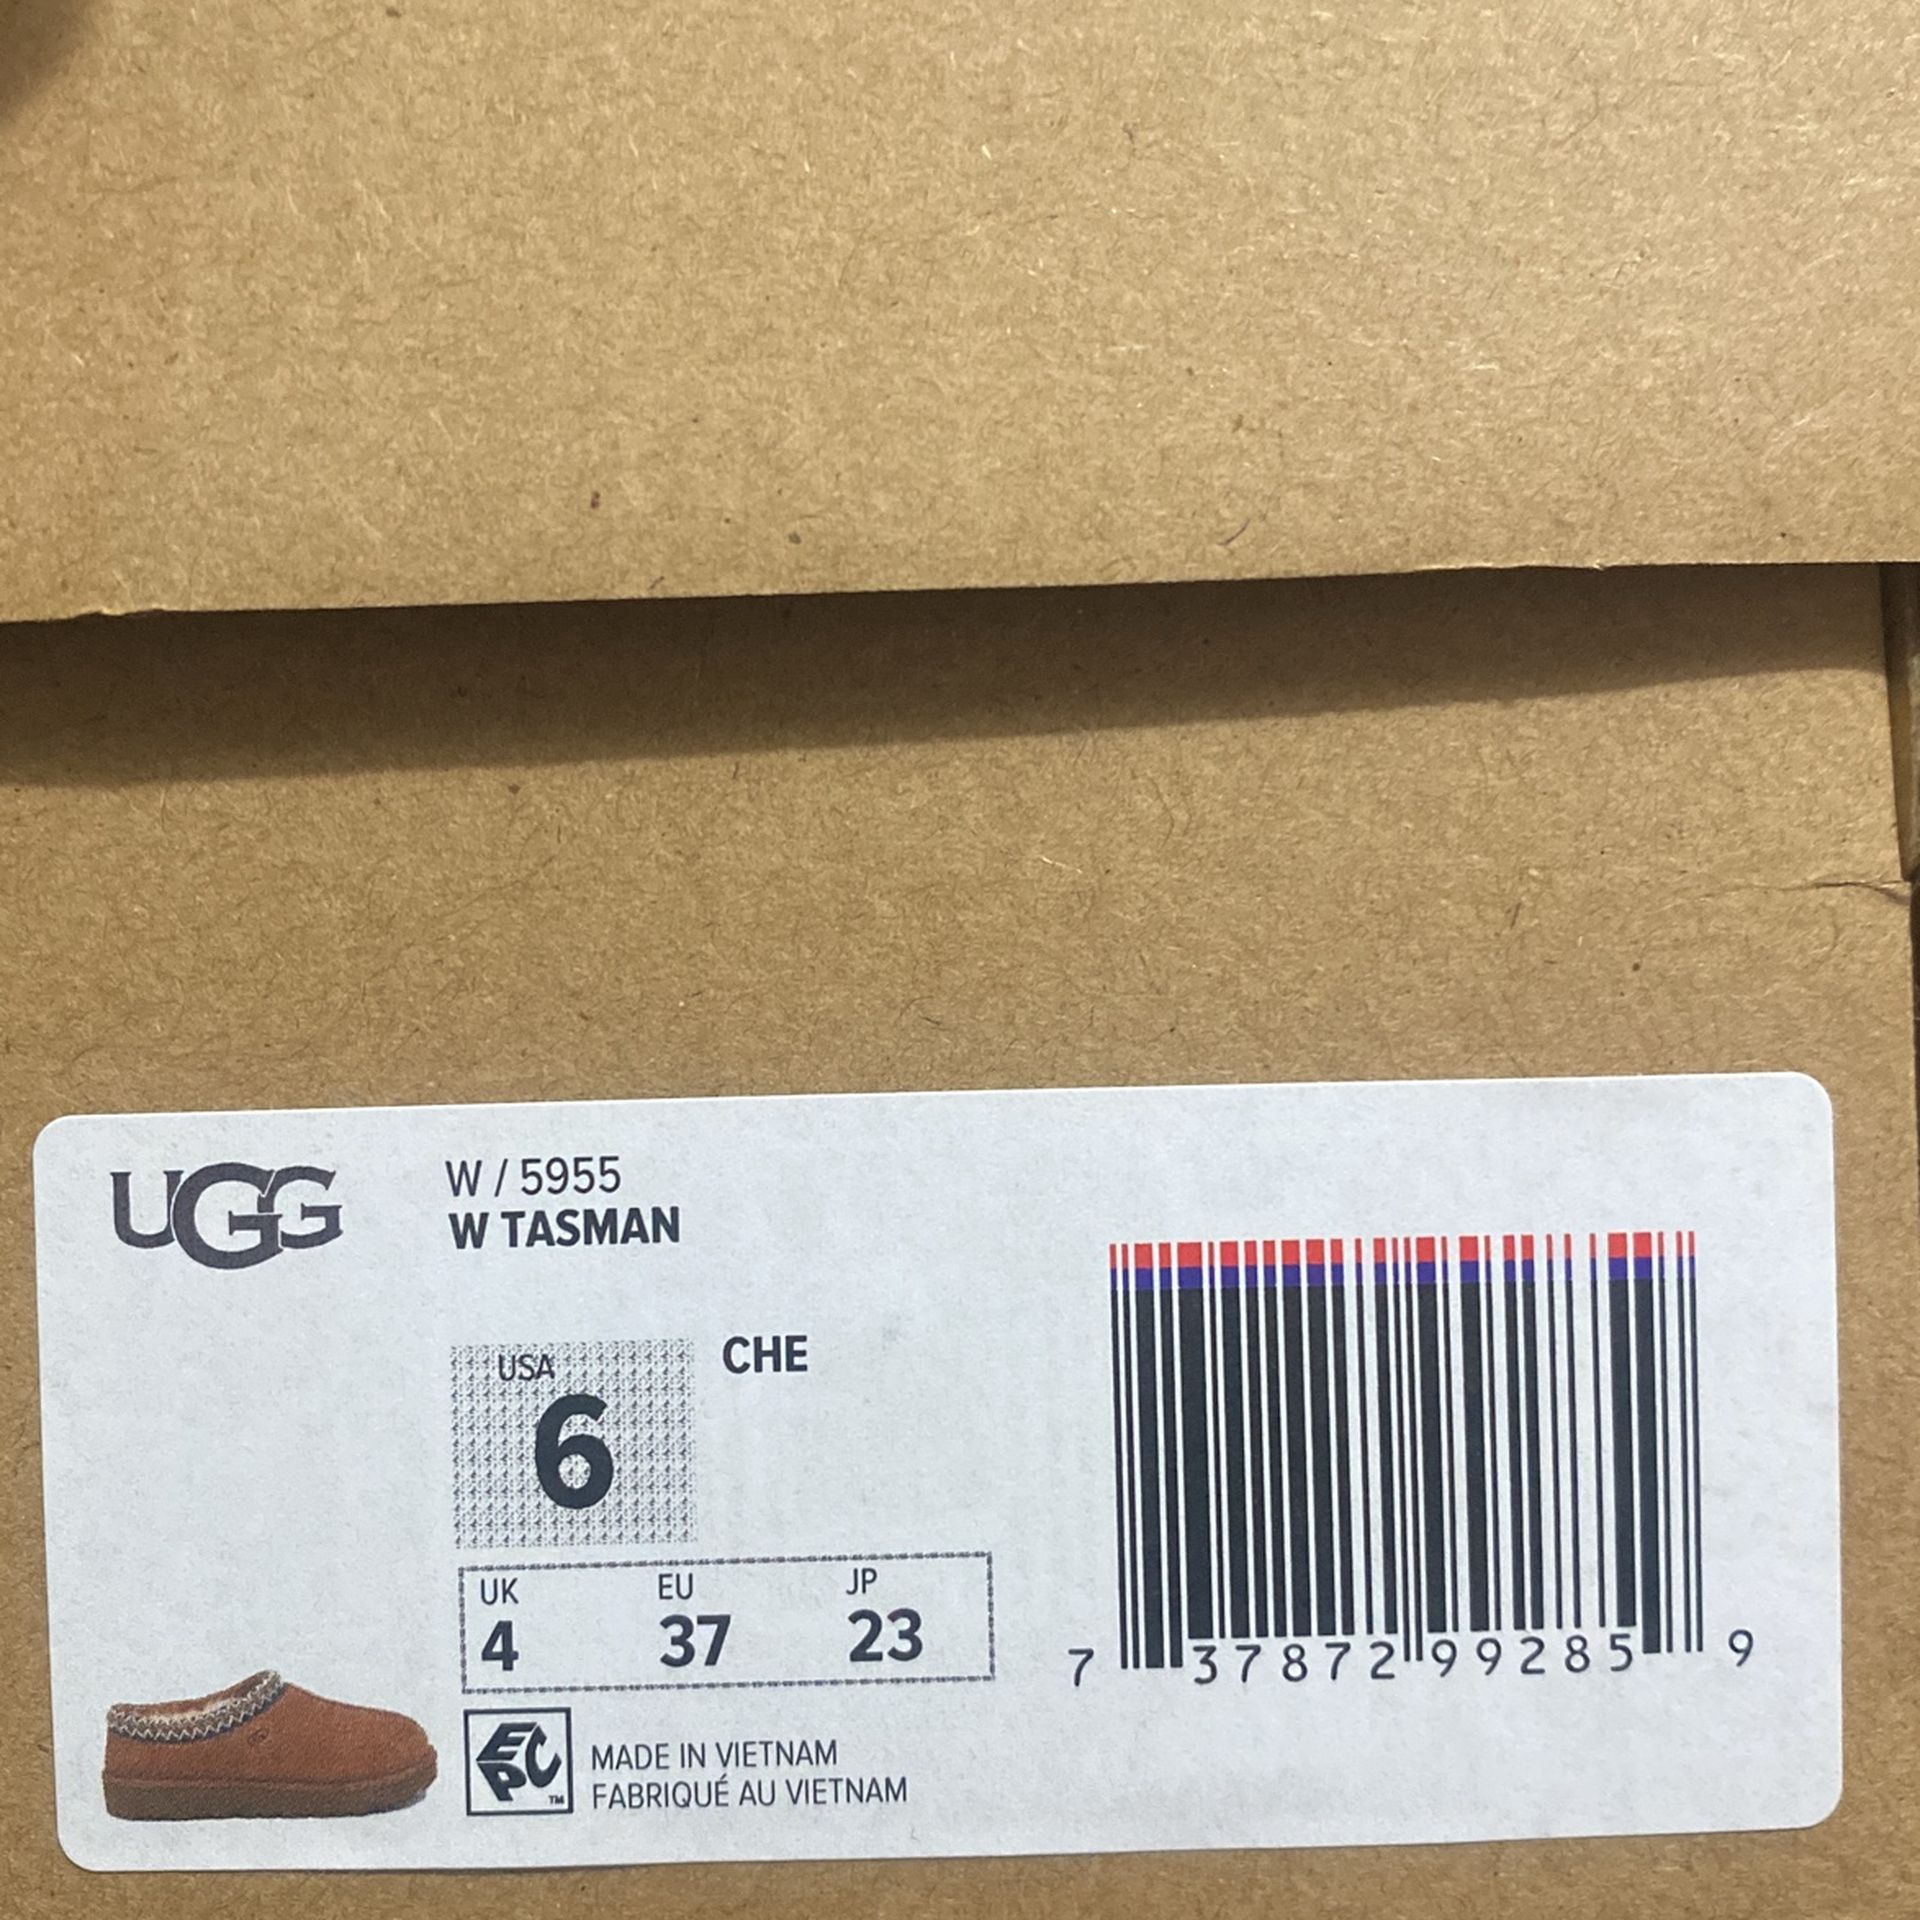 UGG
W / 5955
W TASMAN
USA
6
CHE
UK EU JP
4 37 23
7 37872 99285 9
EPC™
MADE IN VIETNAM
FABRIQUÉ AU VIETNAM